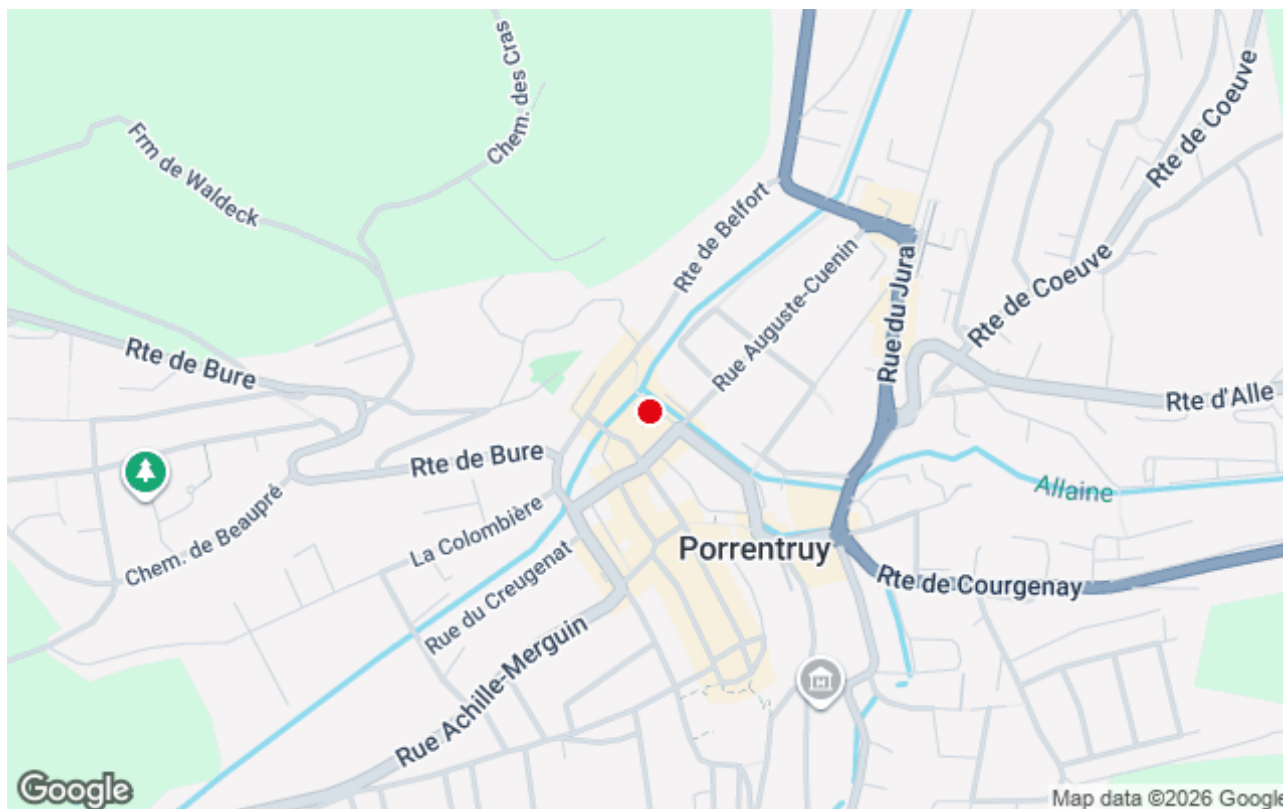 Chem. des Cras
Rte de Coeuve
Frm de Waldeck
Rte de Belfort
Rue Auguste-Cuenin
Rue du Jura
Rte de Coeuve
Rte de Bure
Rte d'Alle
Rte de Bure
Allaine
Chem. de Beaupré
La Colombière
Porrentruy
Rue du Creugenat
Rte de Courgenay
Rue Achille-Merguin
Google
Map data ©2026 Google